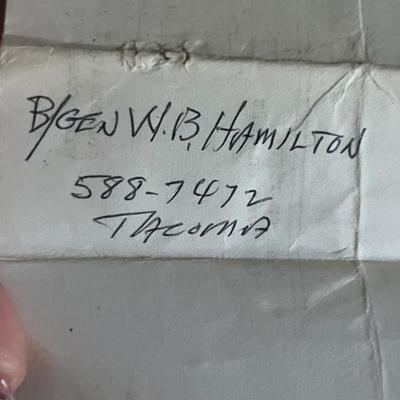 B/GEN W.B. HAMILTON
588-7472
TACOMA